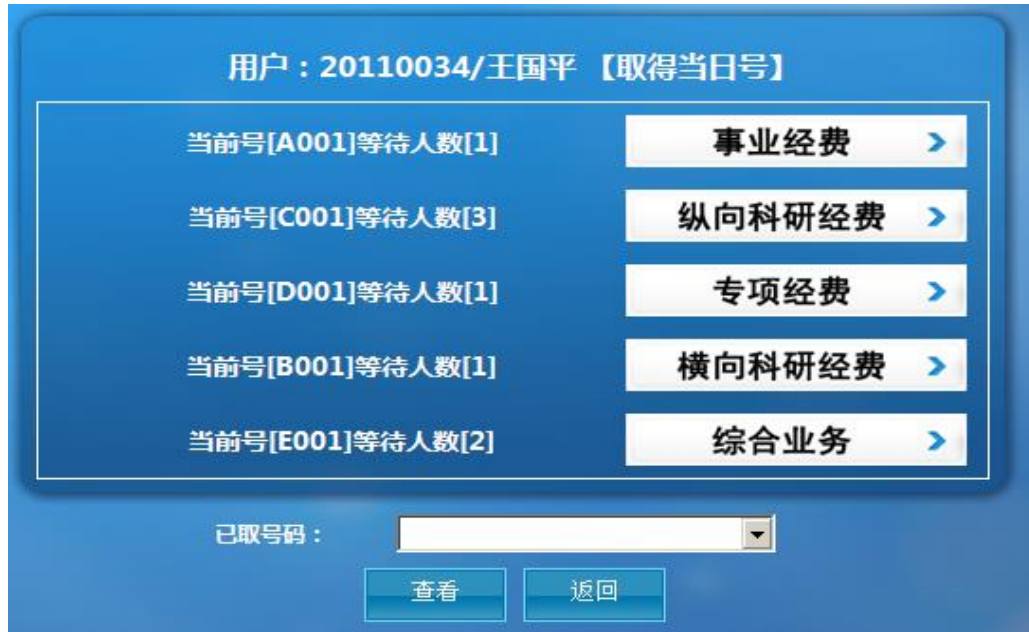 用户：20110034/王国平 【取得当日号】
当前号[A001]等待人数[1] 事业经费
当前号[C001]等待人数[3] 纵向科研经费
当前号[D001]等待人数[1] 专项经费
当前号[B001]等待人数[1] 横向科研经费
当前号[E001]等待人数[2] 综合业务
已取号码：
查看 返回